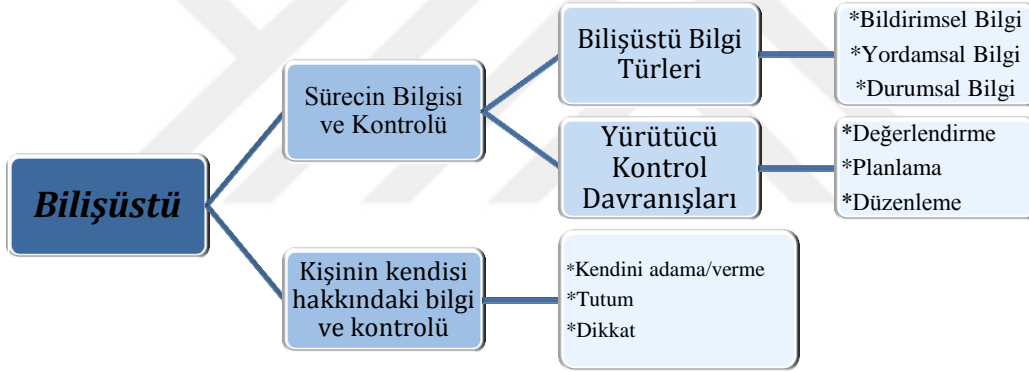 Bilişüstü
Sürecin Bilgisi
ve Kontrolü
Bilişüstü Bilgi
Türleri
*Bildirimsel Bilgi
*Yordamsal Bilgi
*Durumsal Bilgi
Yürütücü
Kontrol
Davranışları
*Değerlendirme
*Planlama
*Düzenleme
Kişinin kendisi
hakkındaki bilgi
ve kontrolü
*Kendini adama/verme
*Tutum
*Dikkat